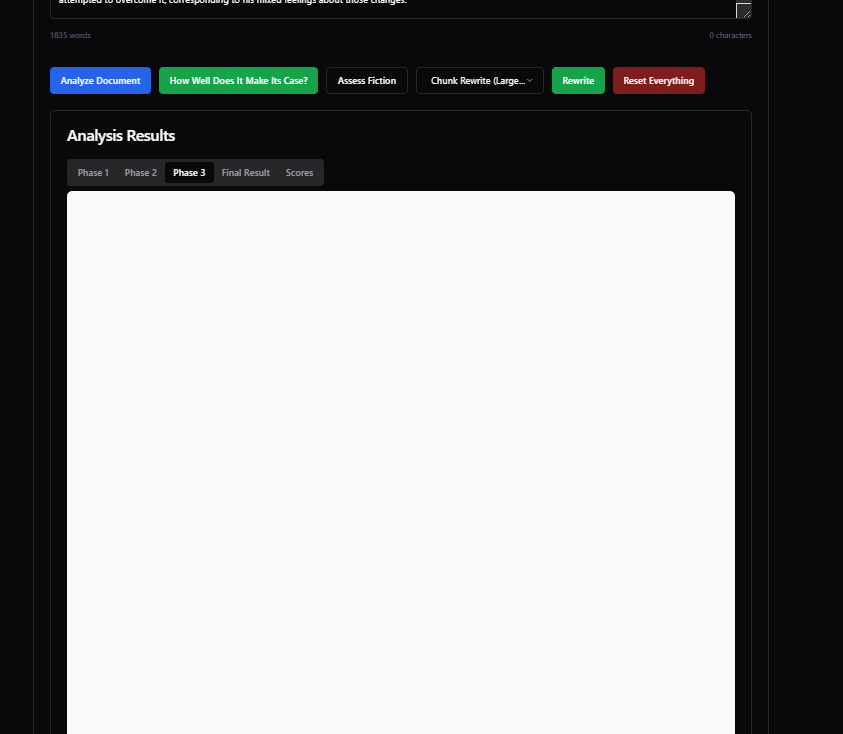 attempted to overcome it, corresponding to his mixed feelings about those changes.
1835 words
0 characters
Analyze Document
How Well Does It Make Its Case?
Assess Fiction
Chunk Rewrite (Large...
Rewrite
Reset Everything
Analysis Results
Phase 1
Phase 2
Phase 3
Final Result
Scores